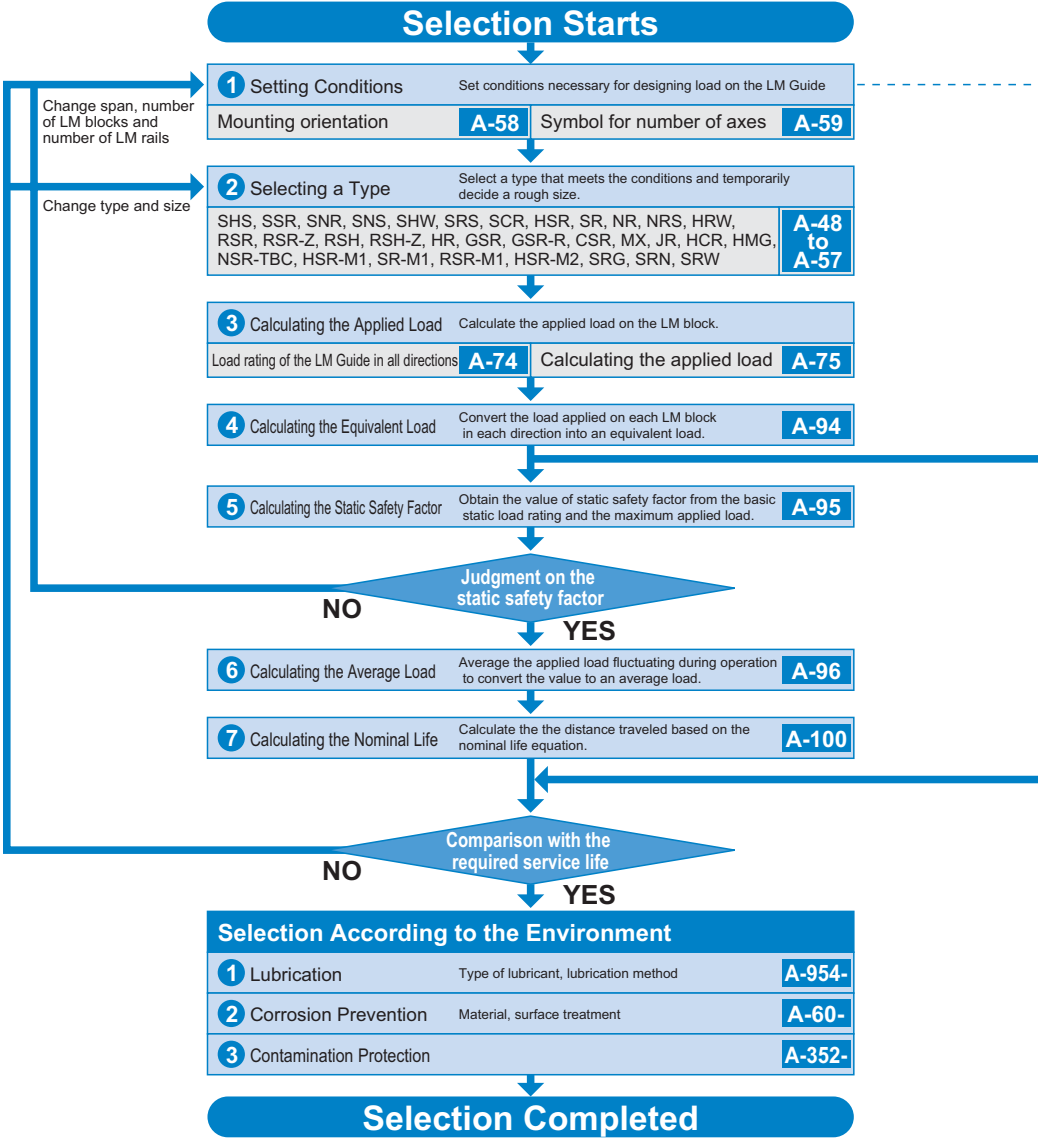 Selection Starts
1 Setting Conditions Set conditions necessary for designing load on the LM Guide
Mounting orientation A-58 Symbol for number of axes A-59
Change span, number
of LM blocks and
number of LM rails
2 Selecting a Type Select a type that meets the conditions and temporarily
decide a rough size.
Change type and size
SHS, SSR, SNR, SNS, SHW, SRS, SCR, HSR, SR, NR, NRS, HRW,
RSR, RSR-Z, RSH, RSH-Z, HR, GSR, GSR-R, CSR, MX, JR, HCR, HMG,
NSR-TBC, HSR-M1, SR-M1, RSR-M1, HSR-M2, SRG, SRN, SRW
A-48
to
A-57
3 Calculating the Applied Load Calculate the applied load on the LM block.
Load rating of the LM Guide in all directions A-74 Calculating the applied load A-75
4 Calculating the Equivalent Load Convert the load applied on each LM block
in each direction into an equivalent load.
A-94
5 Calculating the Static Safety Factor Obtain the value of static safety factor from the basic
static load rating and the maximum applied load.
A-95
Judgment on the
static safety factor
NO
YES
6 Calculating the Average Load Average the applied load fluctuating during operation
to convert the value to an average load.
A-96
7 Calculating the Nominal Life Calculate the the distance traveled based on the
nominal life equation.
A-100
Comparison with the
required service life
NO
YES
Selection According to the Environment
1 Lubrication Type of lubricant, lubrication method A-954-
2 Corrosion Prevention Material, surface treatment A-60-
3 Contamination Protection A-352-
Selection Completed